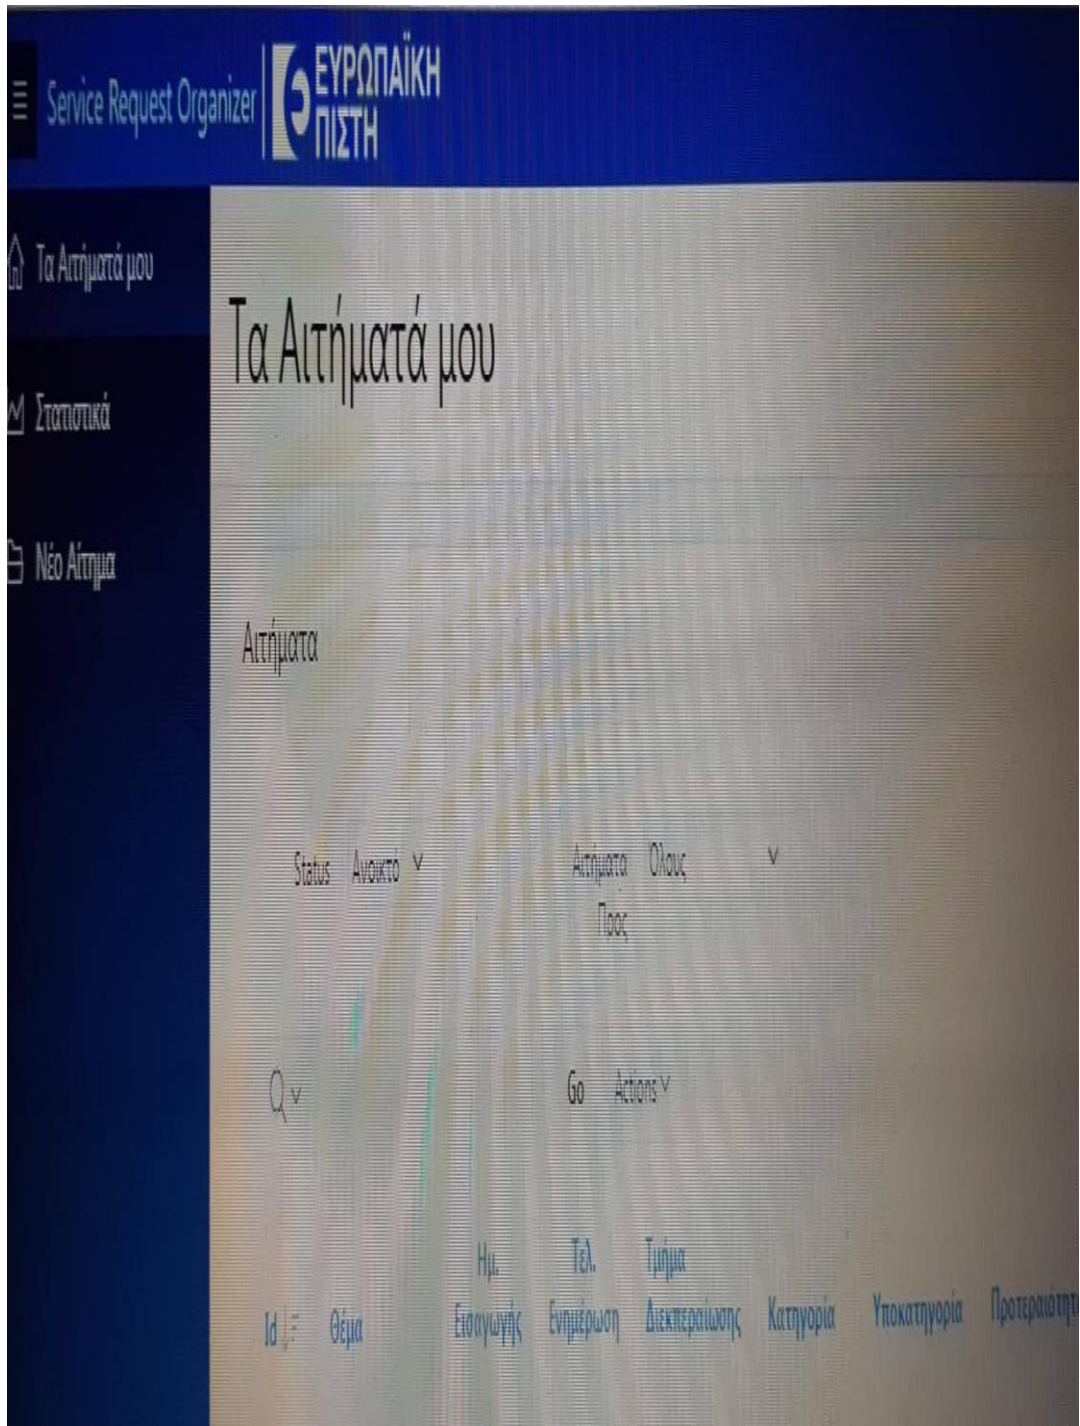 Service Request Organizer
ΕΥΡΩΠΑΪΚΗ
ΠΙΣΤΗ
Τα Αιτήματά μου
Στατιστικά
Νέο Αίτημα
Τα Αιτήματά μου
Αιτήματα
Status Ανοικτό
Αιτήματα Όλους
Προς
Go Actions
Ημ. Τελ. Τμήμα
Id Θέμα Εισαγωγής Ενημέρωση Διεκπεραίωσης Κατηγορία Υποκατηγορία Προτεραιότητα